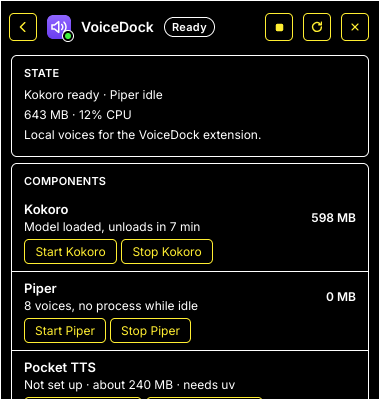 VoiceDock
Ready
STATE
Kokoro ready · Piper idle
643 MB · 12% CPU
Local voices for the VoiceDock extension.
COMPONENTS
Kokoro
598 MB
Model loaded, unloads in 7 min
Start Kokoro
Stop Kokoro
Piper
0 MB
8 voices, no process while idle
Start Piper
Stop Piper
Pocket TTS
Not set up · about 240 MB · needs uv